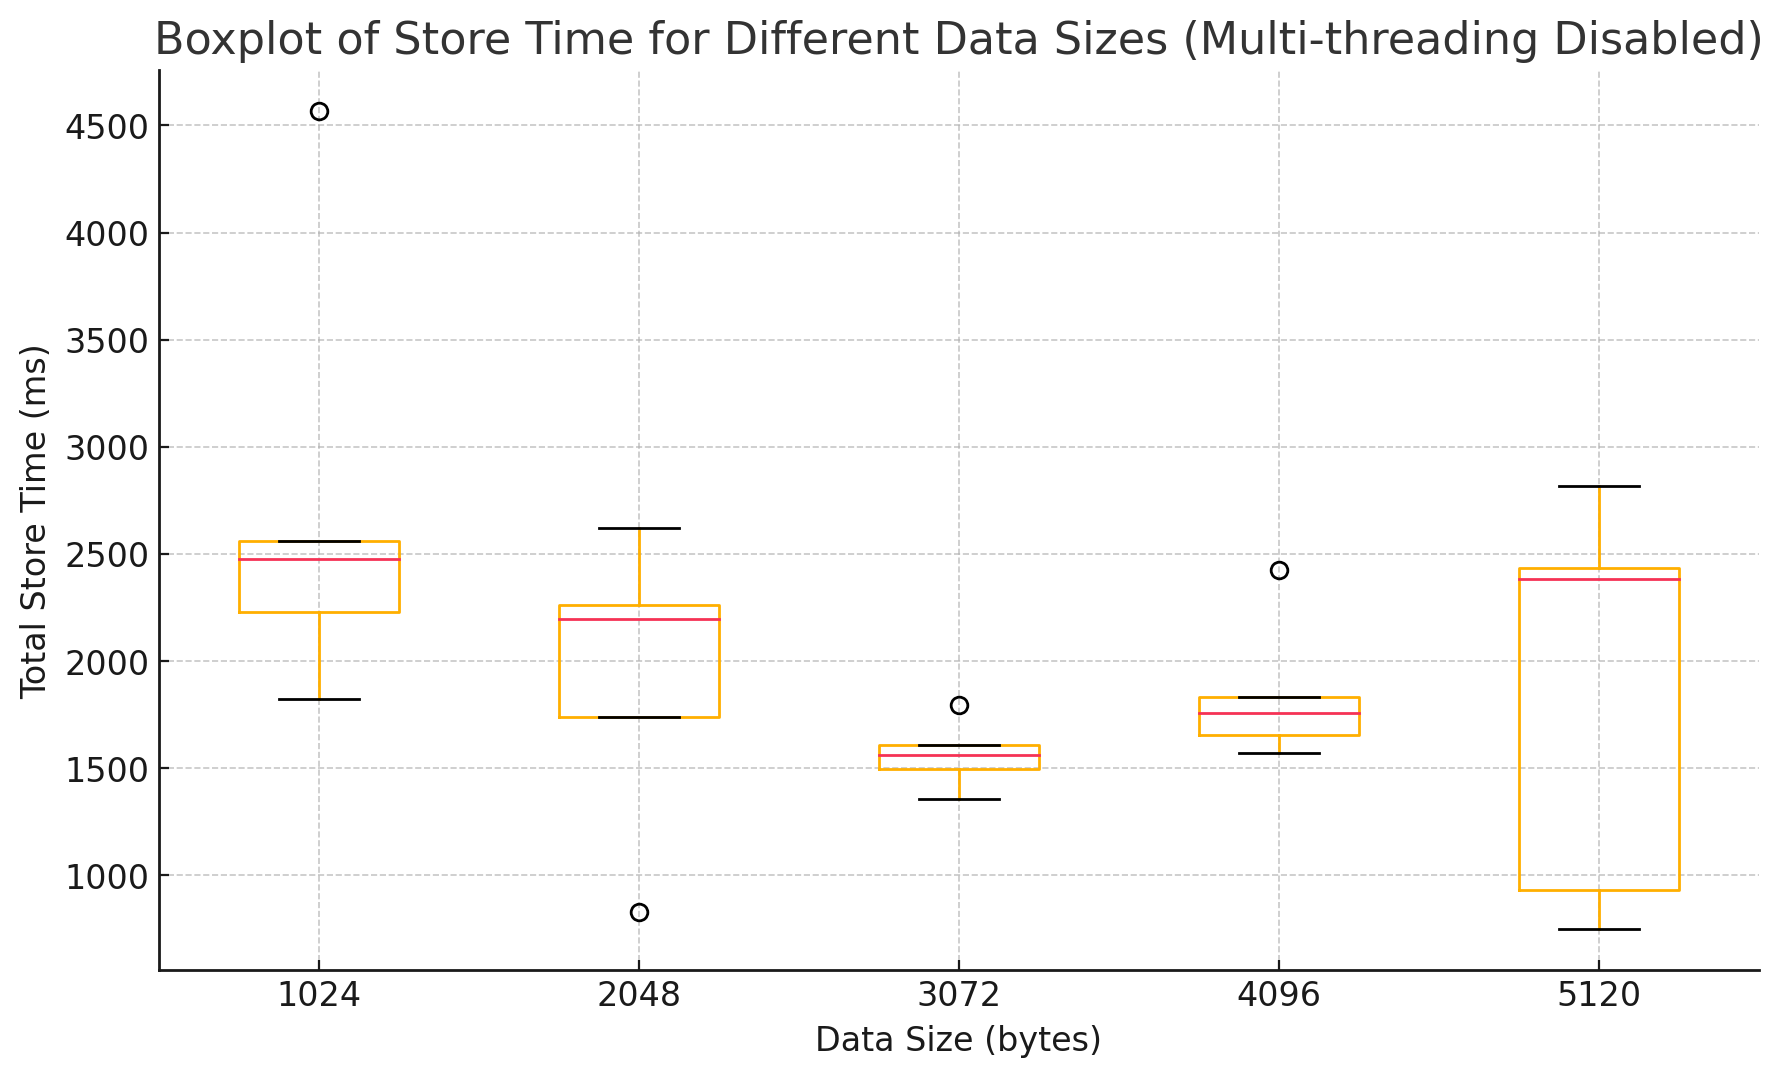 Boxplot of Store Time for Different Data Sizes (Multi-threading Disabled)
Total Store Time (ms)
4500
4000
3500
3000
2500
2000
1500
1000
1024 2048 3072 4096 5120
Data Size (bytes)